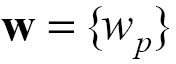 w = {w_p}